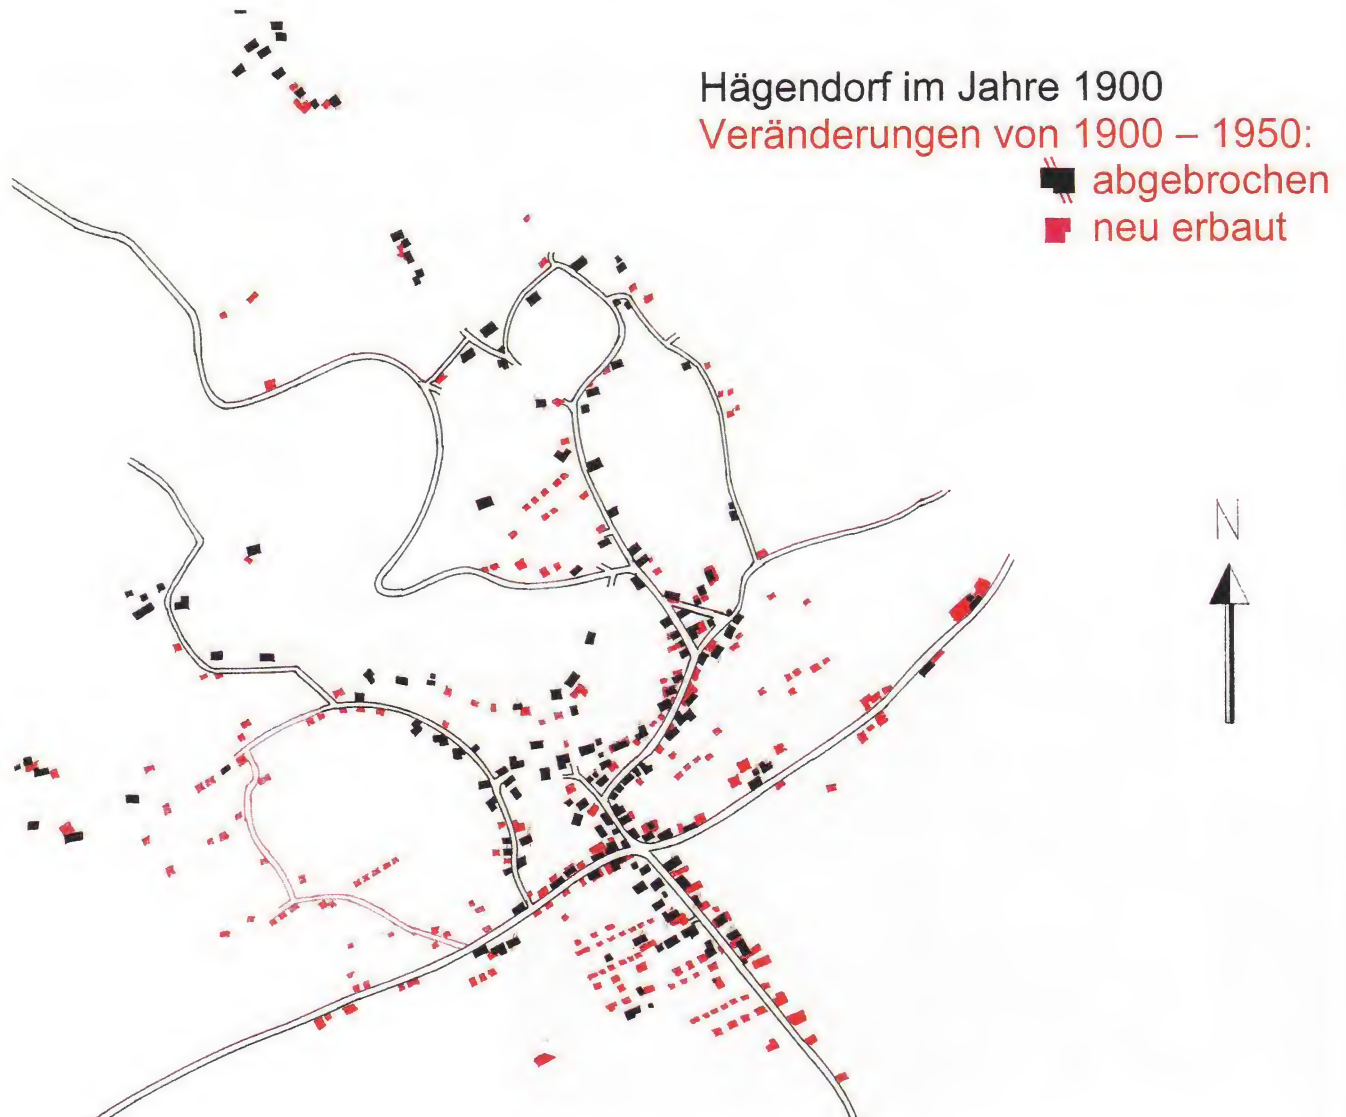 Hägendorf im Jahre 1900
Veränderungen von 1900 – 1950:
abgebrochen
neu erbaut
N